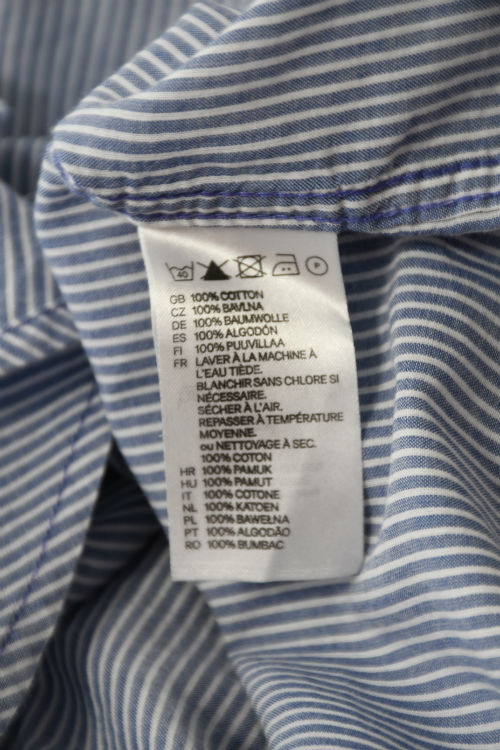 40
P
GB 100% COTTON
CZ 100% BAVLNA
DE 100% BAUMWOLLE
ES 100% ALGODÓN
FI 100% PUUVILLAA
FR LAVER À LA MACHINE À
L'EAU TIÈDE.
BLANCHIR SANS CHLORE SI
NÉCESSAIRE.
SÉCHER À L'AIR.
REPASSER À TEMPÉRATURE
MOYENNE.
ou NETTOYAGE À SEC.
100% COTON
HR 100% PAMUK
HU 100% PAMUT
IT 100% COTONE
NL 100% KATOEN
PL 100% BAWEŁNA
PT 100% ALGODÃO
RO 100% BUMBAC